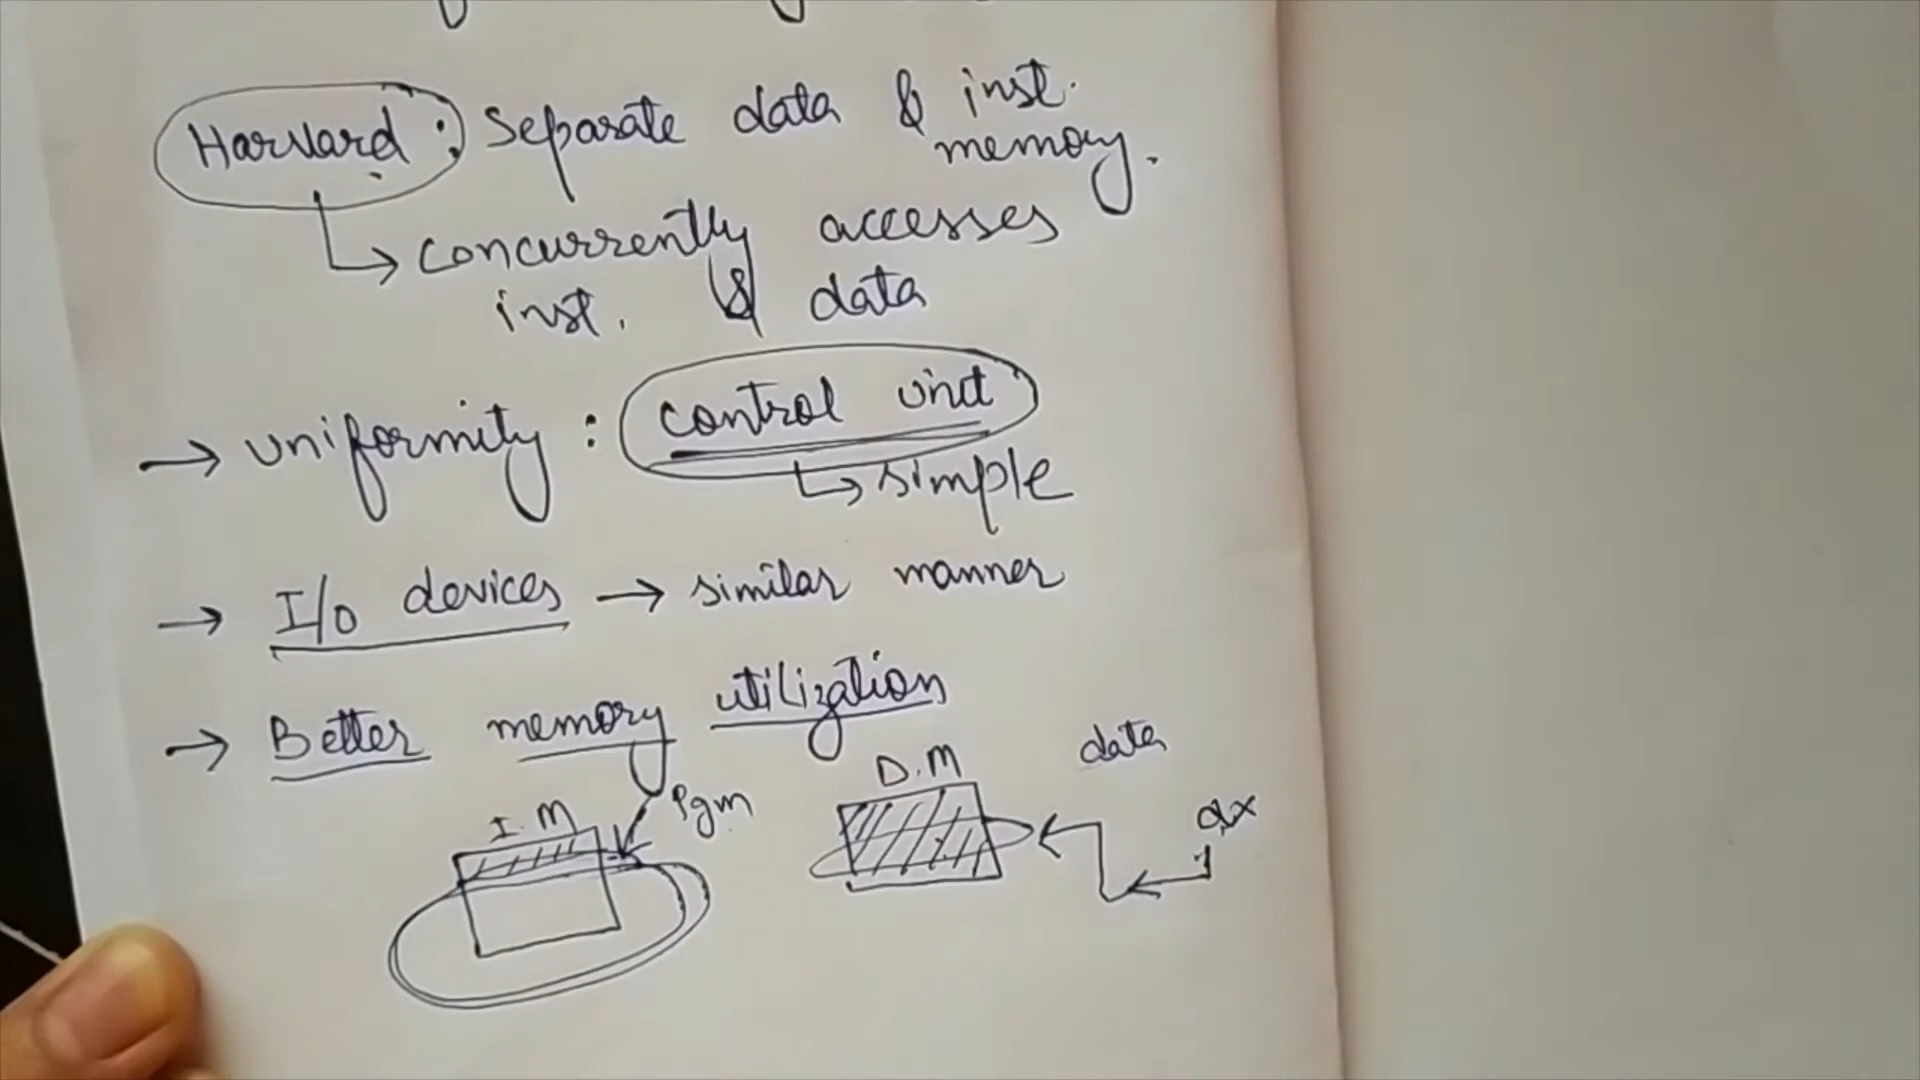 Harvard : Separate data & inst.
memory.
↳ concurrently accesses
inst. & data
→ uniformity : control unit
↳ simple
→ I/O devices → similar manner
→ Better memory utilization
I.M Pgm D.M data